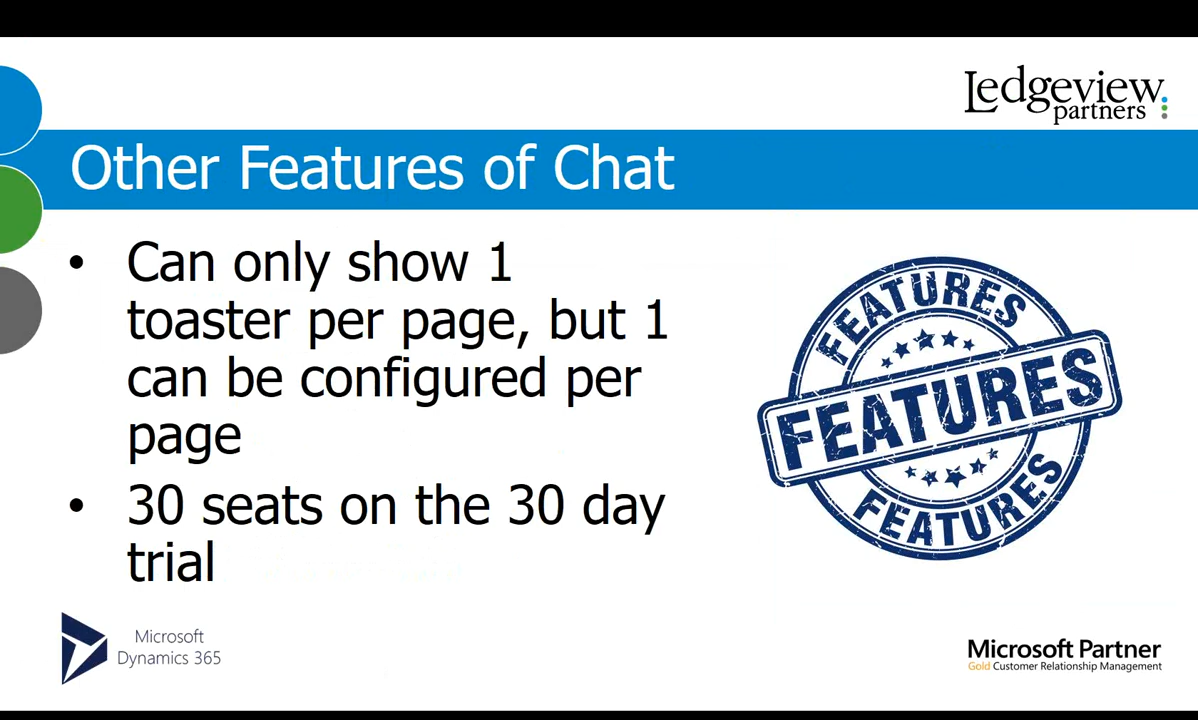 Ledgeview
partners
Other Features of Chat
• Can only show 1
toaster per page, but 1
can be configured per
page
• 30 seats on the 30 day
trial
FEATURES
FEATURES
FEATURES
Microsoft
Dynamics 365
Microsoft Partner
Gold Customer Relationship Management